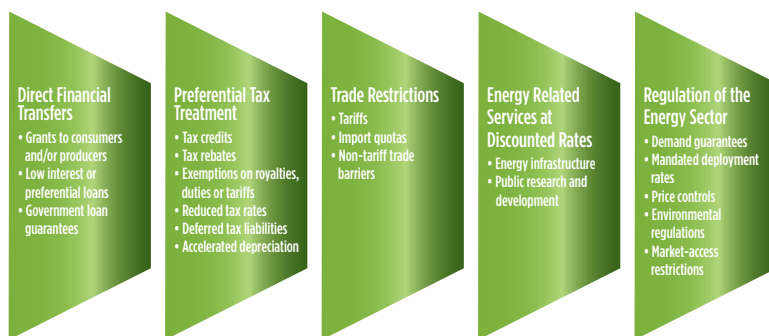 Direct Financial
Transfers
• Grants to consumers
and/or producers
• Low interest or
preferential loans
• Government loan
guarantees
Preferential Tax
Treatment
• Tax credits
• Tax rebates
• Exemptions on royalties,
duties or tariffs
• Reduced tax rates
• Deferred tax liabilities
• Accelerated depreciation
Trade Restrictions
• Tariffs
• Import quotas
• Non-tariff trade
barriers
Energy Related
Services at
Discounted Rates
• Energy infrastructure
• Public research and
development
Regulation of the
Energy Sector
• Demand guarantees
• Mandated deployment
rates
• Price controls
• Environmental
regulations
• Market-access
restrictions